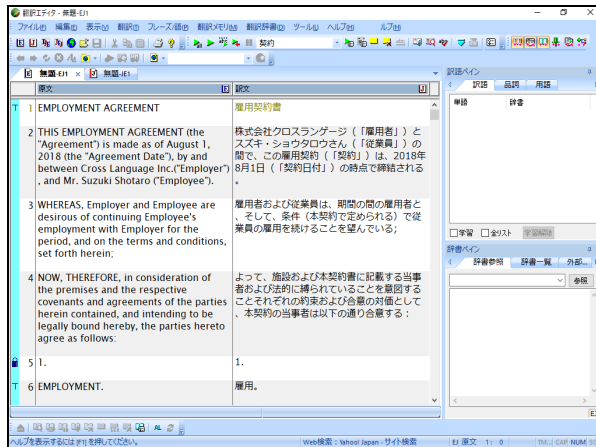 翻訳エディタ - 無題-EJ1
ファイル(F) 編集(E) 表示(V) 翻訳(T) フレーズ/語(P) 翻訳メモリ(M) 翻訳辞書(D) ツール(L) ヘルプ(H) ルプ(H)
契約
無題-EJ1 × 無題-JE1
原文 E 訳文 J
T 1 EMPLOYMENT AGREEMENT
雇用契約書
2 THIS EMPLOYMENT AGREEMENT (the
"Agreement") is made as of August 1,
2018 (the "Agreement Date"), by and
between Cross Language Inc.("Employer")
, and Mr. Suzuki Shotaro ("Employee").
株式会社クロスランゲージ（「雇用者」）と
スズキ・ショウタロウさん（「従業員」）の
間で、この雇用契約（「契約」）は、2018年
8月1日（「契約日付」）の時点で締結される
。
3 WHEREAS, Employer and Employee are
desirous of continuing Employee's
employment with Employer for the
period, and on the terms and conditions,
set forth herein;
雇用者および従業員は、期間の間の雇用者と
、そして、条件（本契約で定められる）で従
業員の雇用を続けることを望んでいる；
4 NOW, THEREFORE, in consideration of
the premises and the respective
covenants and agreements of the parties
herein contained, and intending to be
legally bound hereby, the parties hereto
agree as follows:
よって、施設および本契約書に記載する当事
者および法的に縛られていることを意図する
ことそれぞれの約束および合意の対価として
、本契約の当事者は以下の通り合意する：
5 1.
1.
T 6 EMPLOYMENT.
雇用。
訳語ペイン
訳語 品詞 用語
単語 辞書
学習 全リスト 学習解除
辞書ペイン
辞書参照 辞書一覧 外部...
参照
ヘルプを表示するには [F1] を押してください。 Web検索：Yahoo! Japan - サイト検索 EJ 原文 1: 0 TM... CAP NUM SC